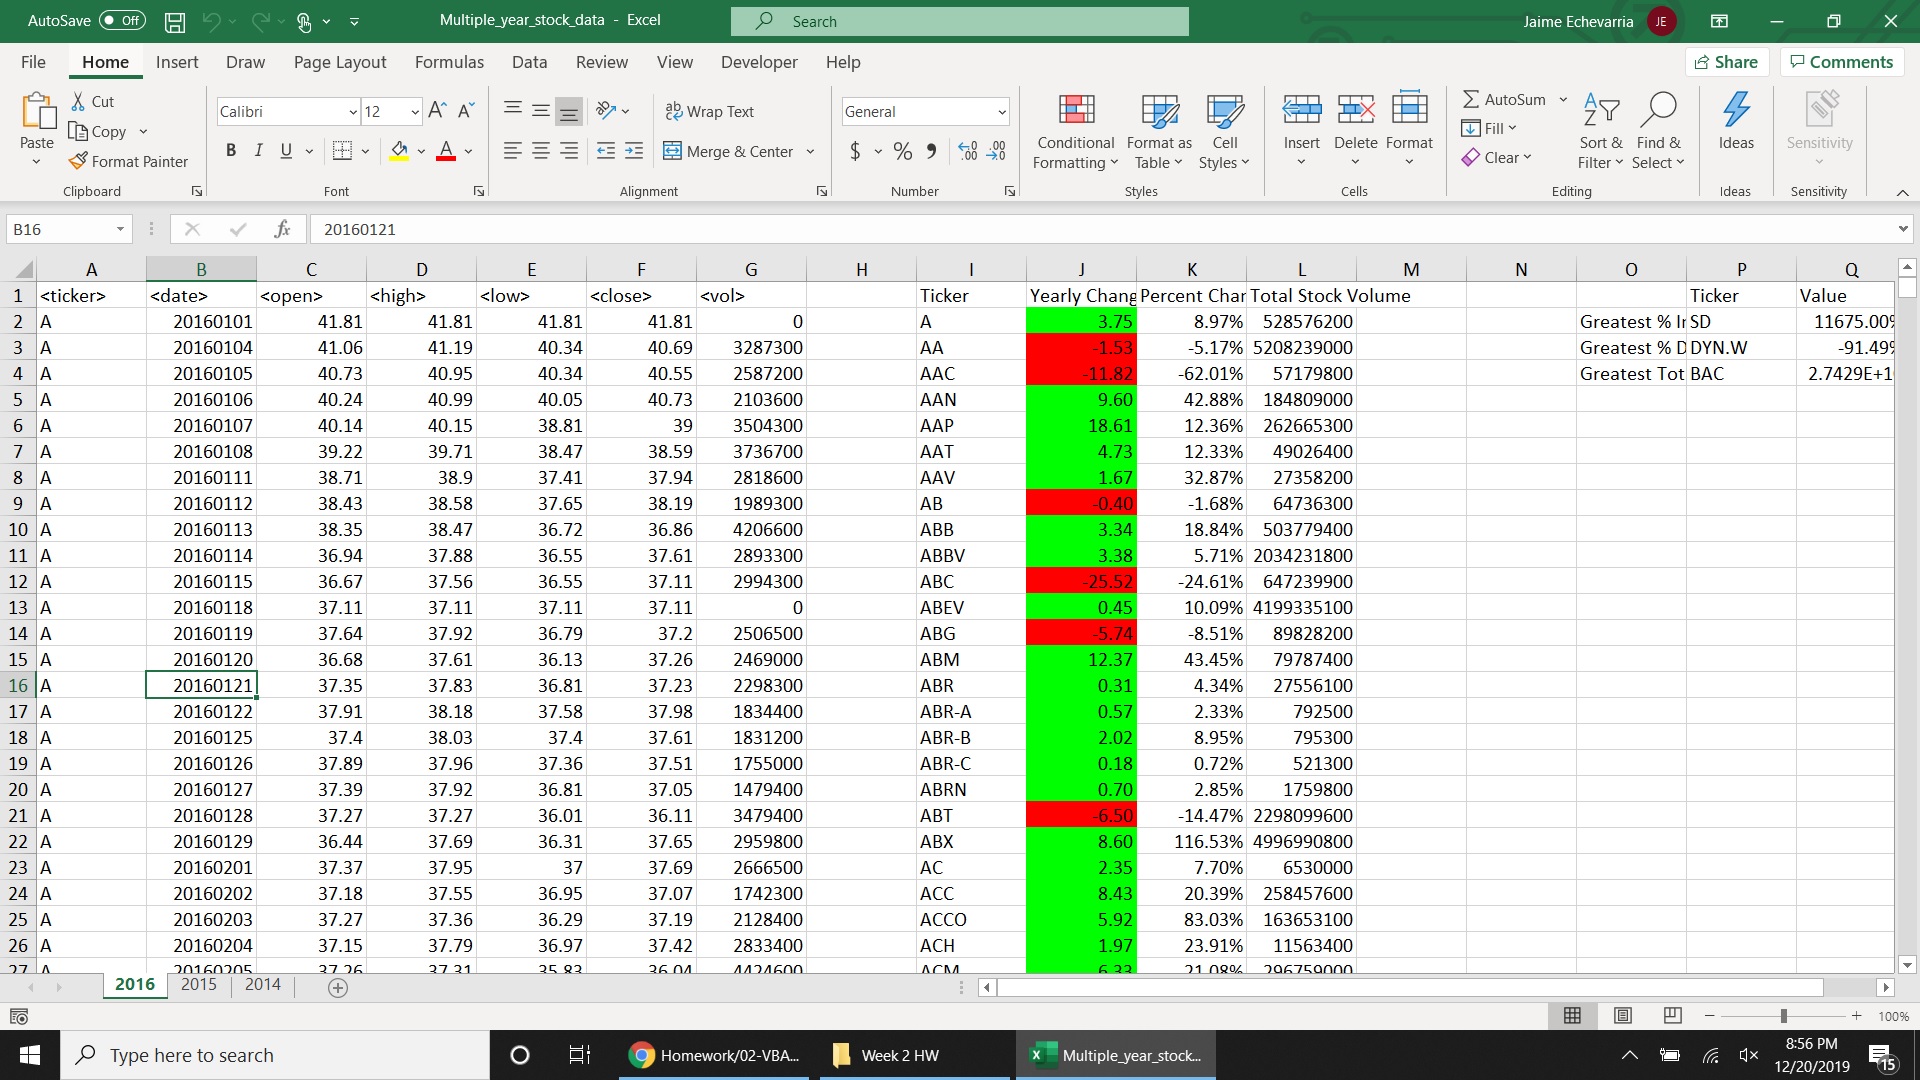 AutoSave Off Multiple_year_stock_data - Excel Search Jaime Echevarria JE
File Home Insert Draw Page Layout Formulas Data Review View Developer Help Share Comments
Cut Calibri 12 Wrap Text General AutoSum
Copy Fill
Paste Format Painter B I U Merge & Center $ % Conditional Formatting Format as Table Cell Styles Insert Delete Format Clear Sort & Filter Find & Select Ideas Sensitivity
Clipboard Font Alignment Number Styles Cells Editing Ideas Sensitivity
B16 fx 20160121
A B C D E F G H I J K L M N O P Q
1 <ticker> <date> <open> <high> <low> <close> <vol> Ticker Yearly Chang Percent Char Total Stock Volume Ticker Value
2 A 20160101 41.81 41.81 41.81 41.81 0 A 3.75 8.97% 528576200 Greatest % Ir SD 11675.00%
3 A 20160104 41.06 41.19 40.34 40.69 3287300 AA -1.53 -5.17% 5208239000 Greatest % D DYN.W -91.49%
4 A 20160105 40.73 40.95 40.34 40.55 2587200 AAC -11.82 -62.01% 57179800 Greatest Tot BAC 2.7429E+1
5 A 20160106 40.24 40.99 40.05 40.73 2103600 AAN 9.60 42.88% 184809000
6 A 20160107 40.14 40.15 38.81 39 3504300 AAP 18.61 12.36% 262665300
7 A 20160108 39.22 39.71 38.47 38.59 3736700 AAT 4.73 12.33% 49026400
8 A 20160111 38.71 38.9 37.41 37.94 2818600 AAV 1.67 32.87% 27358200
9 A 20160112 38.43 38.58 37.65 38.19 1989300 AB -0.40 -1.68% 64736300
10 A 20160113 38.35 38.47 36.72 36.86 4206600 ABB 3.34 18.84% 503779400
11 A 20160114 36.94 37.88 36.55 37.61 2893300 ABBV 3.38 5.71% 2034231800
12 A 20160115 36.67 37.56 36.55 37.11 2994300 ABC -25.52 -24.61% 647239900
13 A 20160118 37.11 37.11 37.11 37.11 0 ABEV 0.45 10.09% 4199335100
14 A 20160119 37.64 37.92 36.79 37.2 2506500 ABG -5.74 -8.51% 89828200
15 A 20160120 36.68 37.61 36.13 37.26 2469000 ABM 12.37 43.45% 79787400
16 A 20160121 37.35 37.83 36.81 37.23 2298300 ABR 0.31 4.34% 27556100
17 A 20160122 37.91 38.18 37.58 37.98 1834400 ABR-A 0.57 2.33% 792500
18 A 20160125 37.4 38.03 37.4 37.61 1831200 ABR-B 2.02 8.95% 795300
19 A 20160126 37.89 37.96 37.36 37.51 1755000 ABR-C 0.18 0.72% 521300
20 A 20160127 37.39 37.92 36.81 37.05 1479400 ABRN 0.70 2.85% 1759800
21 A 20160128 37.27 37.27 36.01 36.11 3479400 ABT -6.50 -14.47% 2298099600
22 A 20160129 36.44 37.69 36.31 37.65 2959800 ABX 8.60 116.53% 4996990800
23 A 20160201 37.37 37.95 37 37.69 2666500 AC 2.35 7.70% 6530000
24 A 20160202 37.18 37.55 36.95 37.07 1742300 ACC 8.43 20.39% 258457600
25 A 20160203 37.27 37.36 36.29 37.19 2128400 ACCO 5.92 83.03% 163653100
26 A 20160204 37.15 37.79 36.97 37.42 2833400 ACH 1.97 23.91% 11563400
27 A 20160205 37.26 37.31 35.83 36.04 4424600 ACM 6.33 21.08% 296759000
2016 2015 2014
100%
Type here to search Homework/02-VBA... Week 2 HW Multiple_year_stock... 8:56 PM
12/20/2019 15